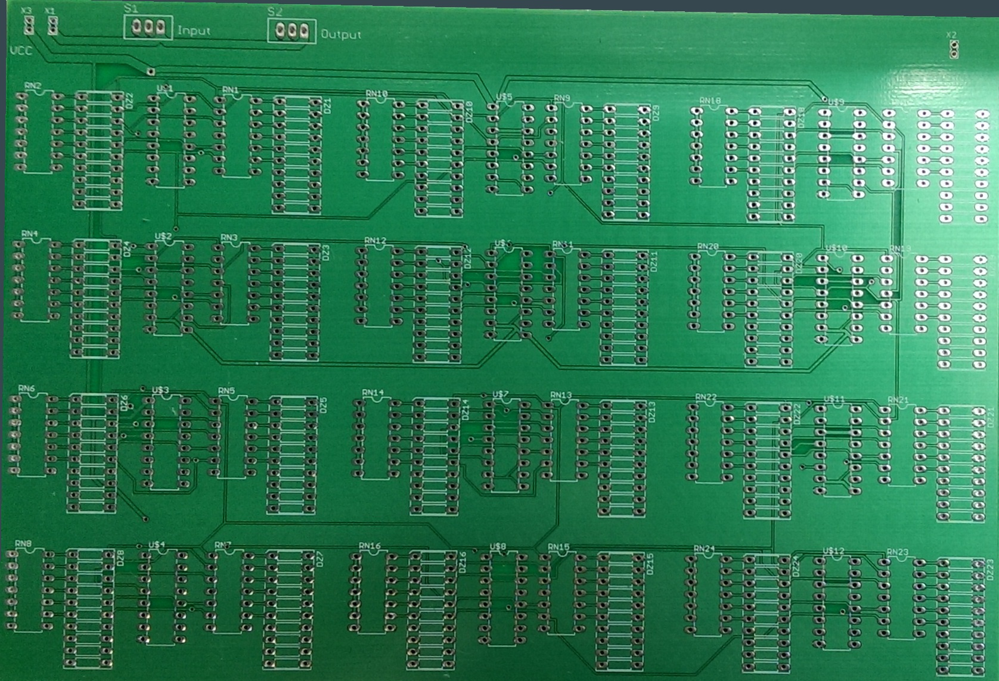 X3 X1 S1 S2
Input Output
X2
VCC
RN2 DZ2 U$1 RN1 DZ1 RN10 DZ10 U$5 RN9 DZ9 RN18 DZ18 U$9
RN4 DZ4 U$2 RN3 DZ3 RN12 DZ12 U$6 RN11 DZ11 RN20 DZ20 U$10 RN19
RN6 DZ6 U$3 RN5 DZ5 RN14 DZ14 U$7 RN13 DZ13 RN22 DZ22 U$11 RN21 DZ21
RN8 DZ8 U$4 RN7 DZ7 RN16 DZ16 U$8 RN15 DZ15 RN24 DZ24 U$12 RN23 DZ23